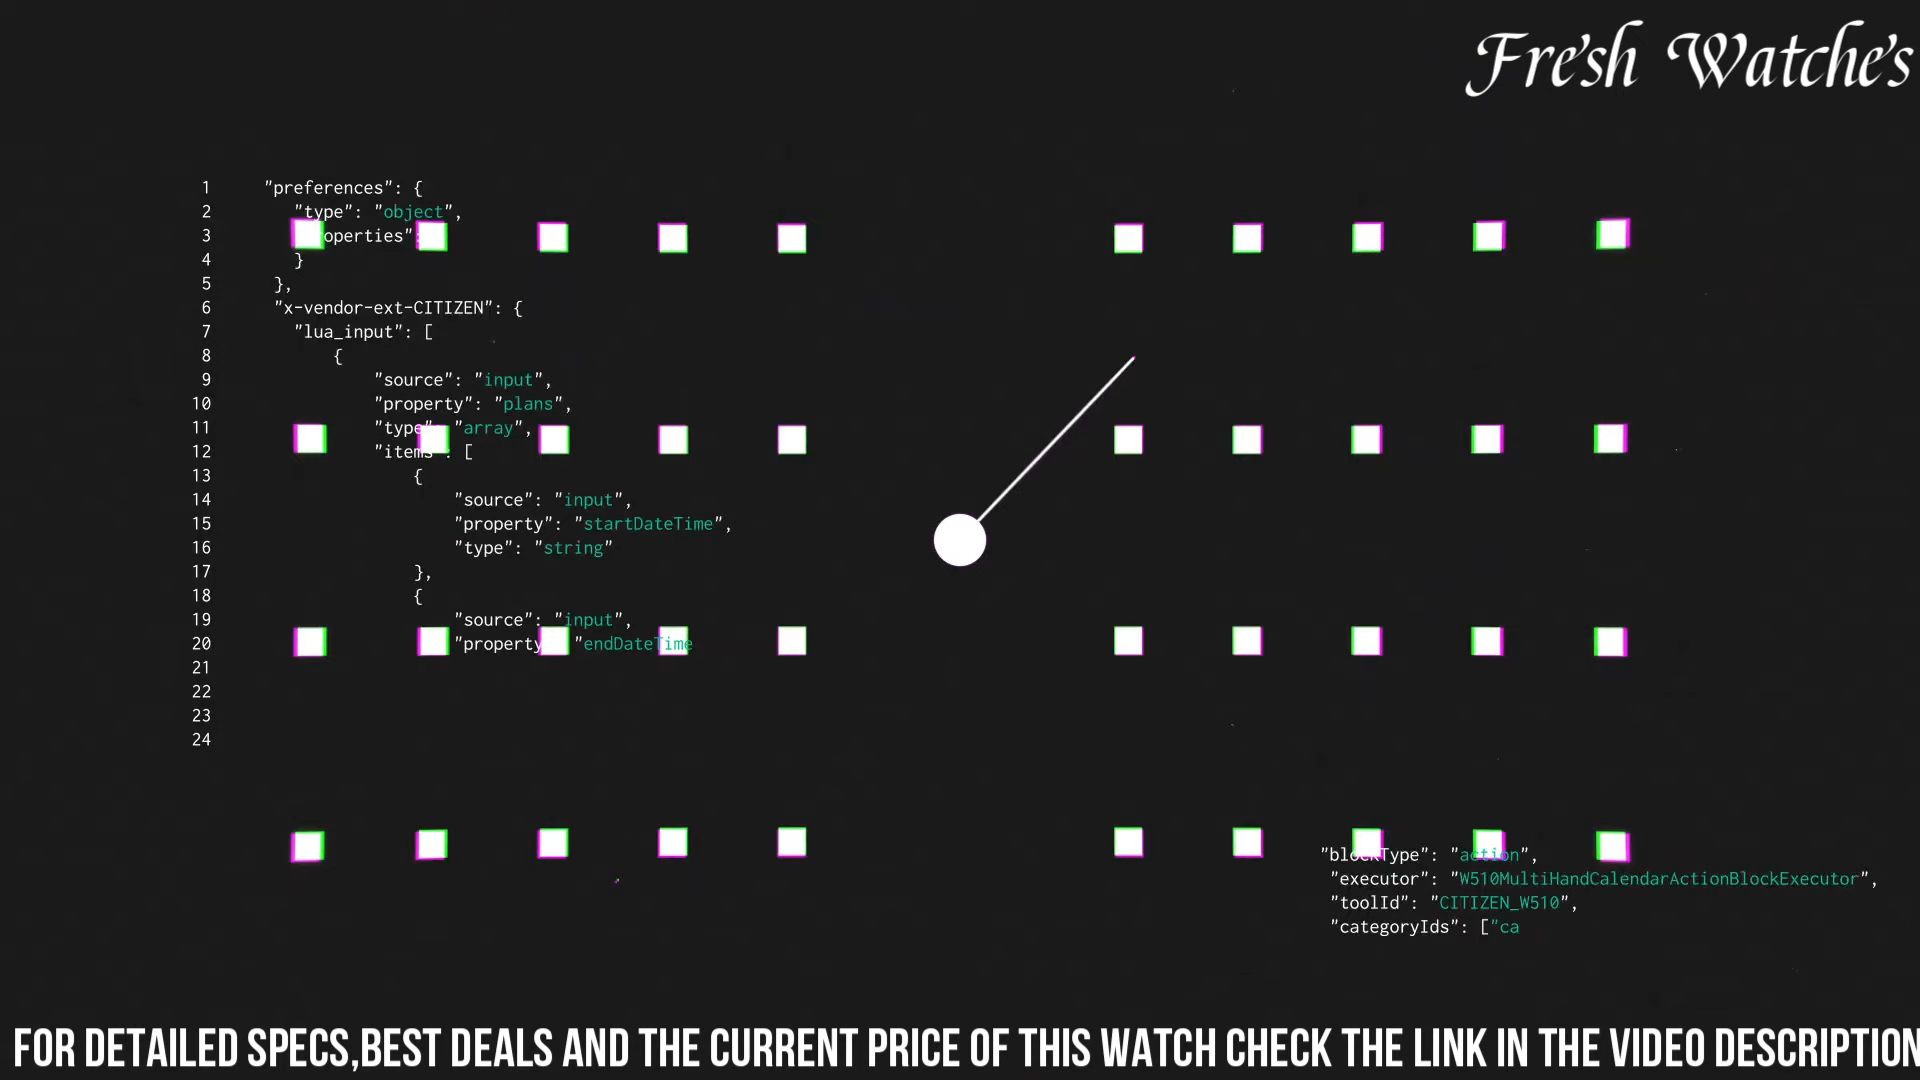 Fre'sh Watche's
1 "preferences": {
2 "type": "object",
3 operties":
4 }
5 },
6 "x-vendor-ext-CITIZEN": {
7 "lua_input": [
8 {
9 "source": "input",
10 "property": "plans",
11 "type": "array",
12 "items": [
13 {
14 "source": "input",
15 "property": "startDateTime",
16 "type": "string"
17 },
18 {
19 "source": "input",
20 "property "endDateTime
21
22
23
24
"blockType": "action",
"executor": "W510MultiHandCalendarActionBlockExecutor",
"toolId": "CITIZEN_W510",
"categoryIds": ["ca
FOR DETAILED SPECS,BEST DEALS AND THE CURRENT PRICE OF THIS WATCH CHECK THE LINK IN THE VIDEO DESCRIPTION